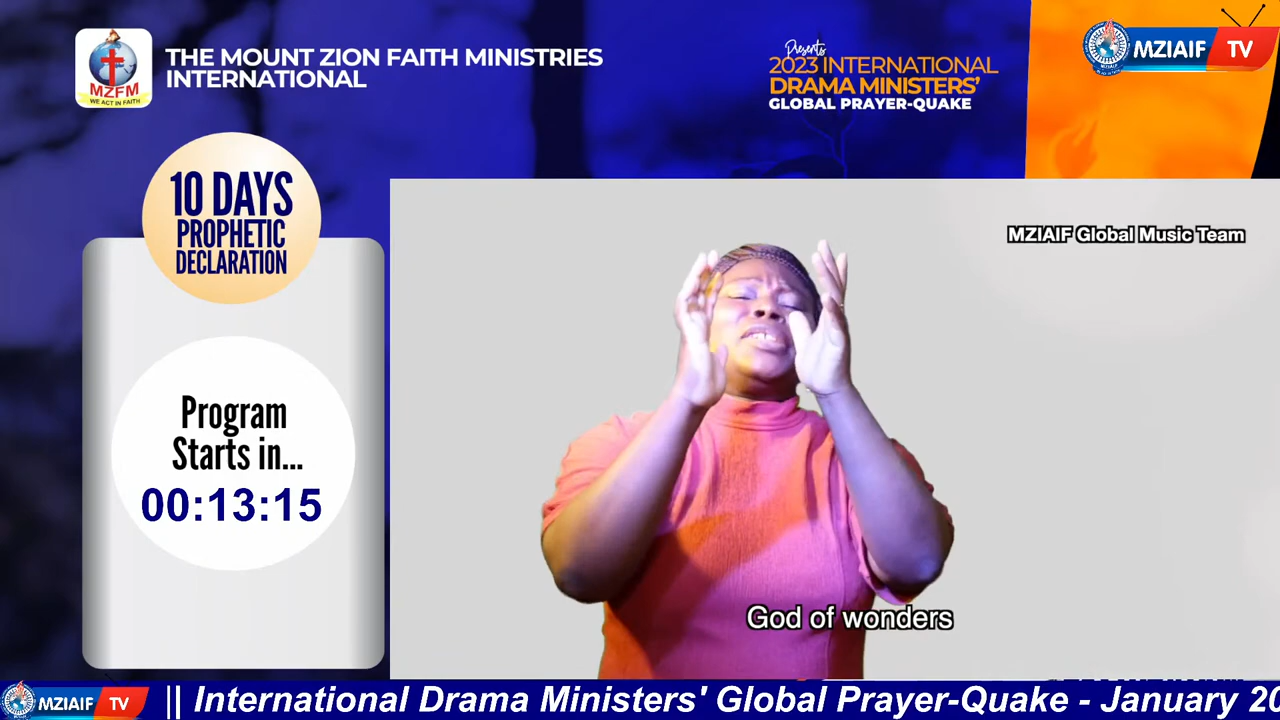 MZFM
WE ACT IN FAITH
THE MOUNT ZION FAITH MINISTRIES
INTERNATIONAL
Presents
2023 INTERNATIONAL
DRAMA MINISTERS'
GLOBAL PRAYER-QUAKE
MZIAIF TV
10 DAYS
PROPHETIC
DECLARATION
MZIAIF Global Music Team
Program
Starts in...
00:13:15
God of wonders
MZIAIF TV
|| International Drama Ministers' Global Prayer-Quake - January 20